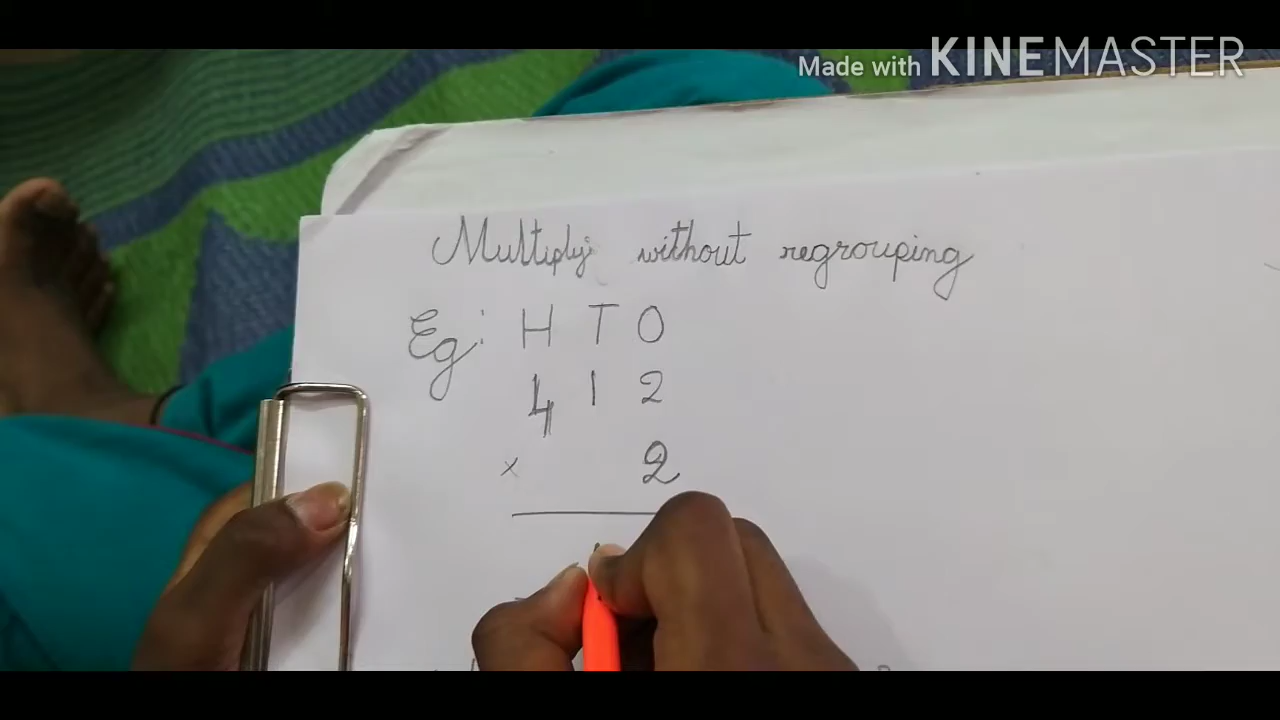 Made with KINEMASTER
Multiply without regrouping
Eg: H T O
4 1 2
× 2